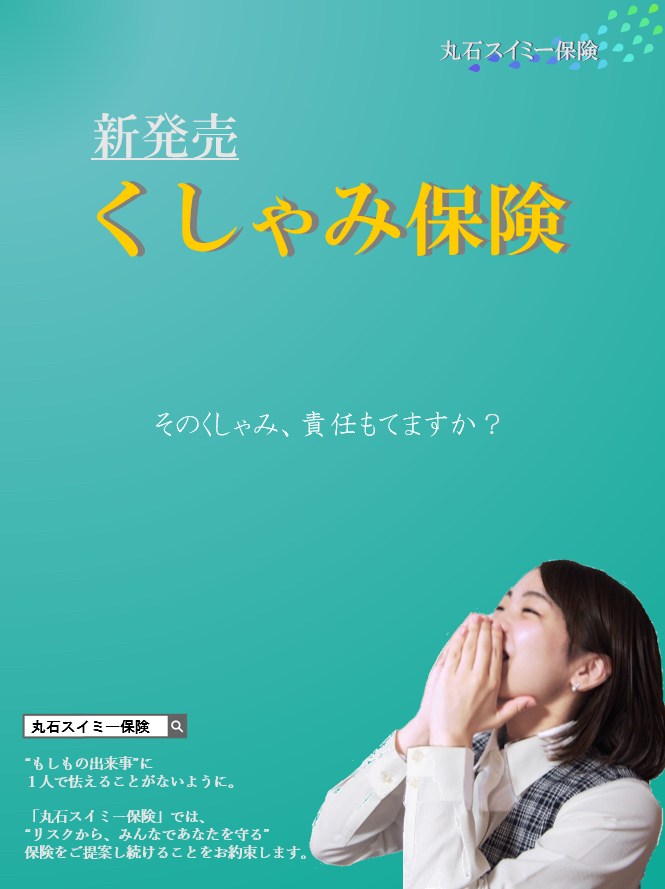 丸石スイミー保険
新発売
くしゃみ保険
そのくしゃみ、責任もてますか？
丸石スイミー保険
“もしもの出来事”に
１人で怯えることがないように。
「丸石スイミー保険」では、
“リスクから、みんなであなたを守る”
保険をご提案し続けることをお約束します。